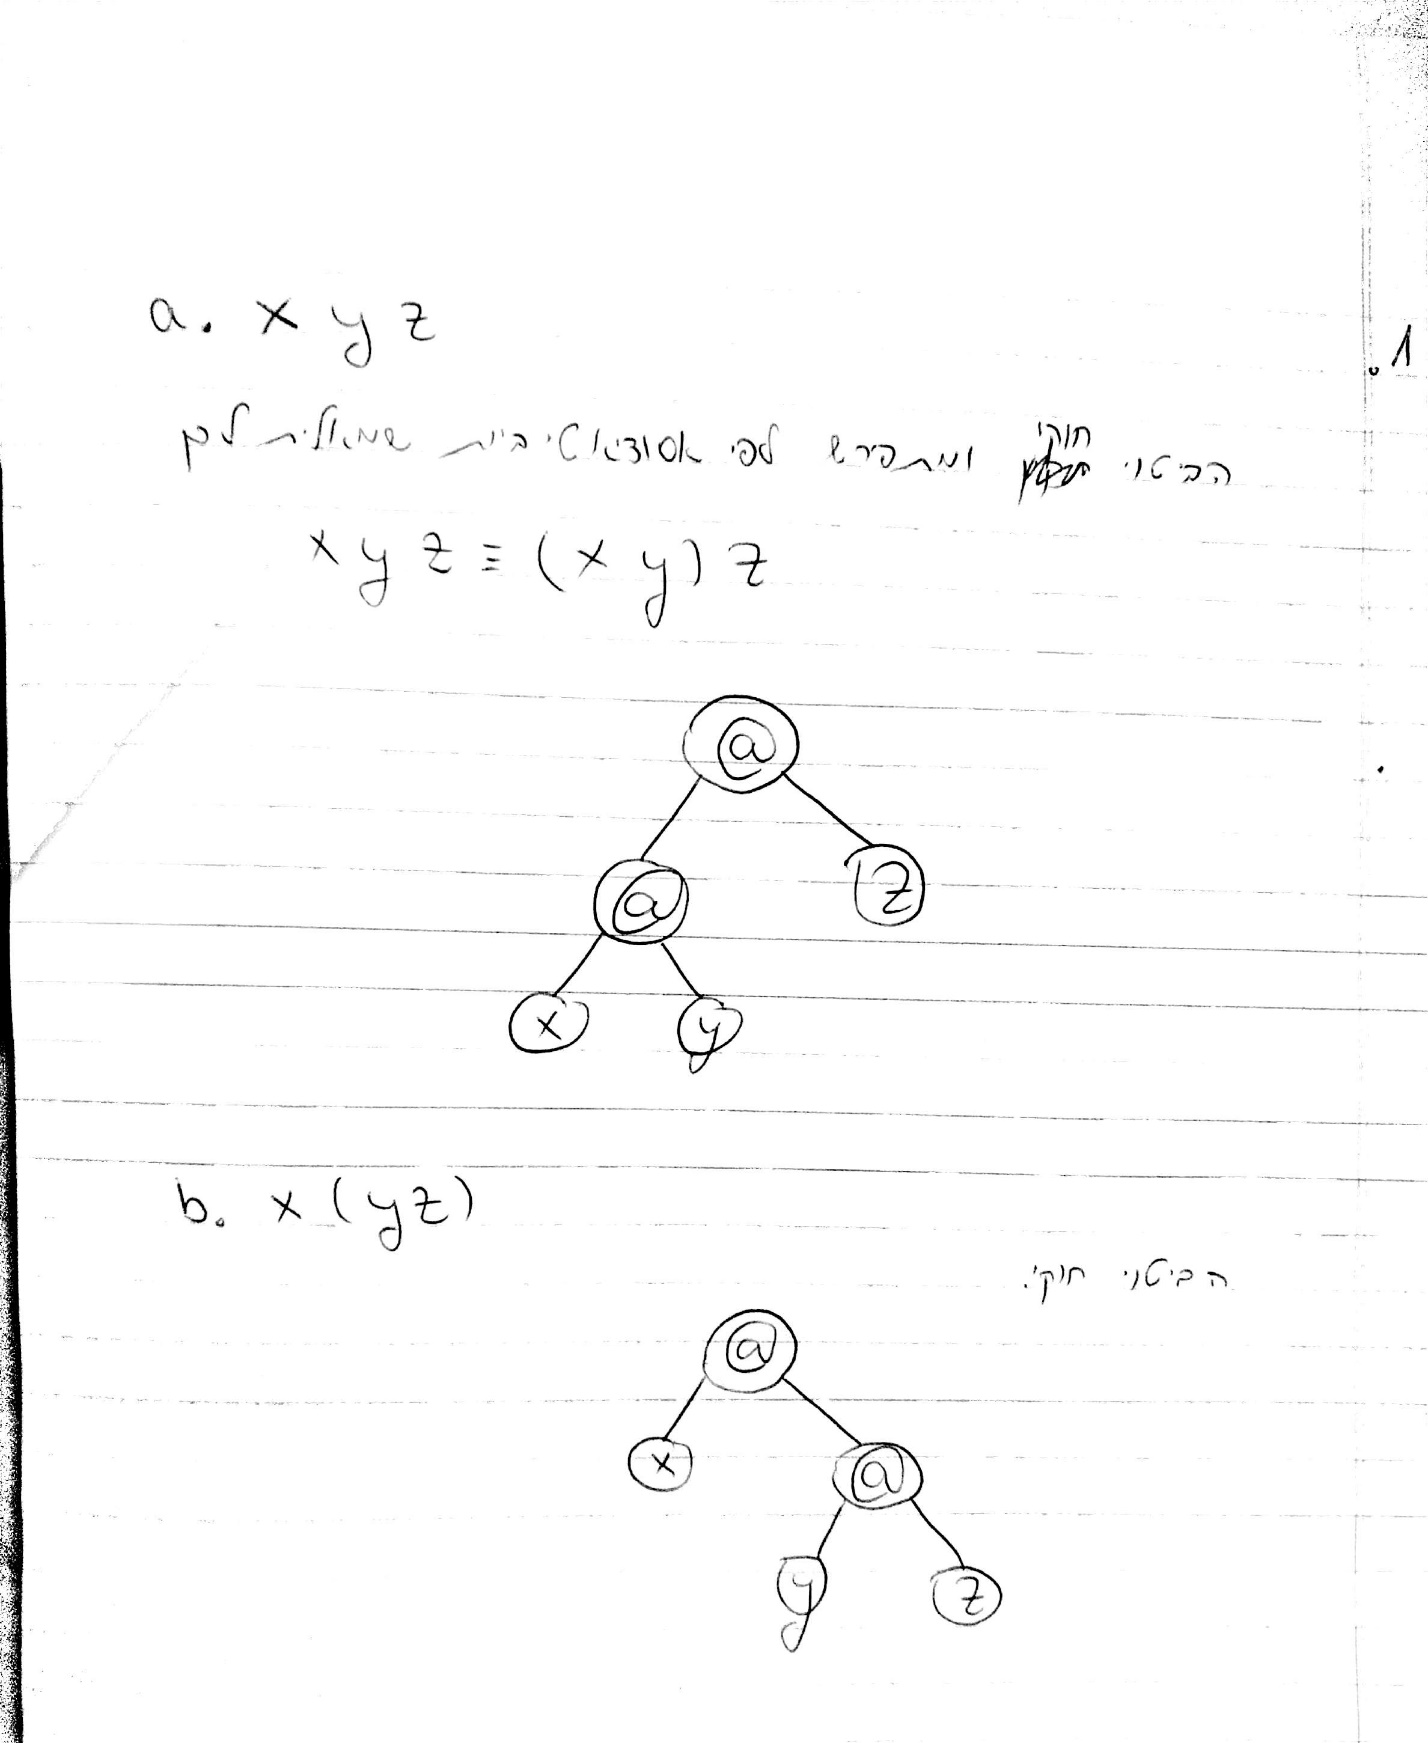 1.
a. x y z
הביטוי חוקי ומתפרש לפי אסוציאטיביות שמאלית לכן
x y z ≡ (x y) z
@
@ z
x y
b. x (y z)
הביטוי חוקי.
@
x @
y z